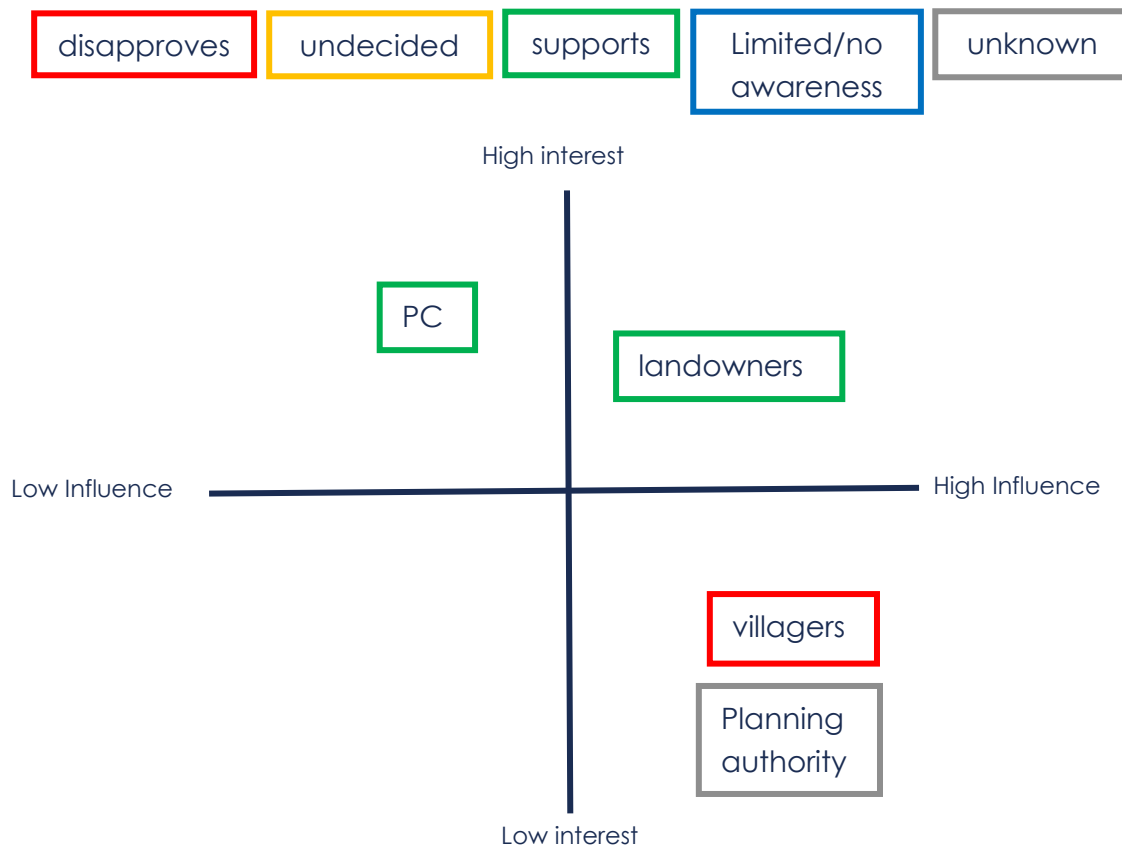 disapproves
undecided
supports
Limited/no
awareness
unknown
High interest
PC
landowners
Low Influence
High Influence
villagers
Planning
authority
Low interest